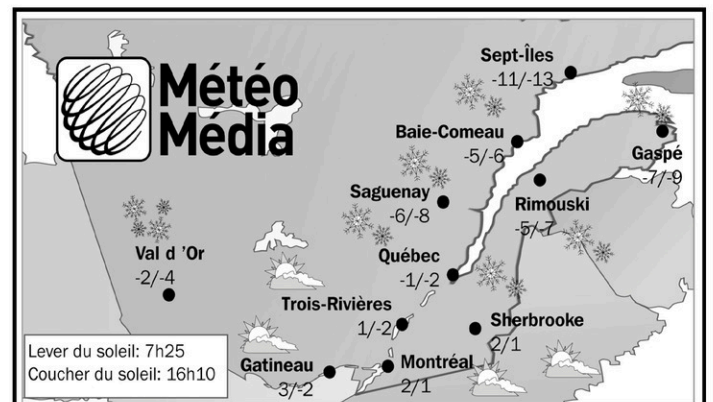 Météo
Média
Sept-Îles
-11/-13
Baie-Comeau
-5/-6
Gaspé
-7/-9
Saguenay
-6/-8
Rimouski
-5/-7
Val d 'Or
-2/-4
Québec
-1/-2
Trois-Rivières
1/-2
Sherbrooke
2/1
Lever du soleil: 7h25
Coucher du soleil: 16h10
Gatineau
3/-2
Montréal
2/1